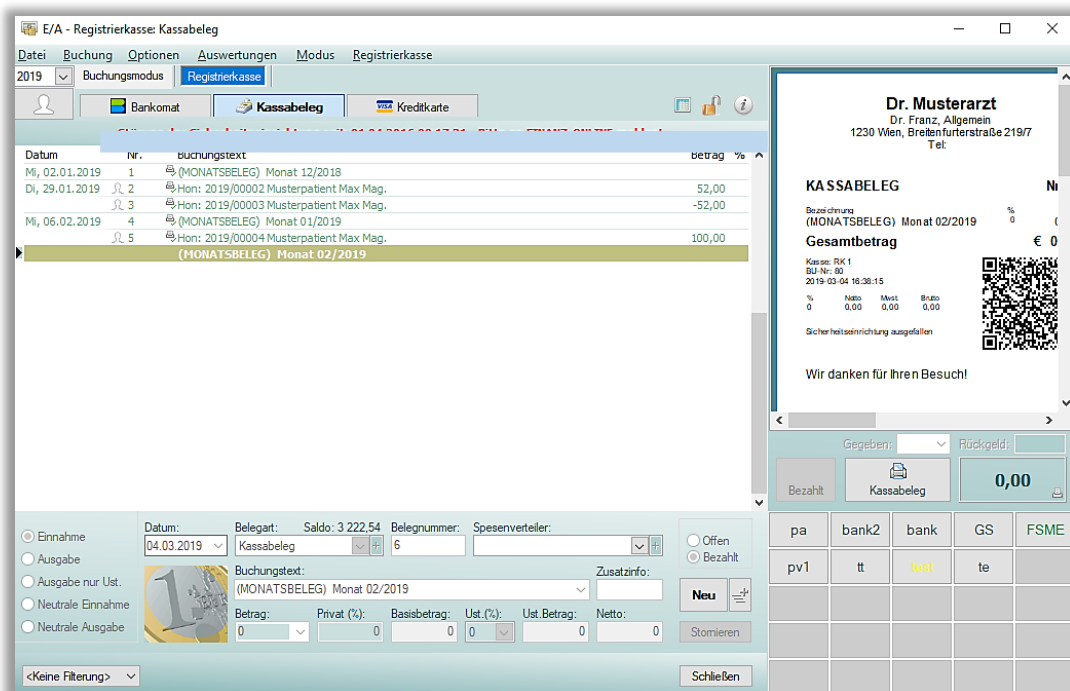 E/A - Registrierkasse: Kassabeleg
Datei Buchung Optionen Auswertungen Modus Registrierkasse
2019 Buchungsmodus Registrierkasse
Bankomat Kassabeleg VISA Kreditkarte
Datum Nr. Buchungstext Betrag %
Mi, 02.01.2019 1 (MONATSBELEG) Monat 12/2018
Di, 29.01.2019 2 Hon: 2019/00002 Musterpatient Max Mag. 52,00
3 Hon: 2019/00003 Musterpatient Max Mag. -52,00
Mi, 06.02.2019 4 (MONATSBELEG) Monat 01/2019
5 Hon: 2019/00004 Musterpatient Max Mag. 100,00
(MONATSBELEG) Monat 02/2019
Einnahme
Ausgabe
Ausgabe nur Ust.
Neutrale Einnahme
Neutrale Ausgabe
Datum: Belegart: Saldo: 3 222,54 Belegnummer: Spesenverteiler:
04.03.2019 Kassabeleg 6
Buchungstext: Zusatzinfo:
(MONATSBELEG) Monat 02/2019
Betrag: Privat (%): Basisbetrag: Ust.(%): Ust.Betrag: Netto:
0 0 0 0 0 0
Offen
Bezahlt
Neu
Stornieren
<Keine Filterung> Schließen
Dr. Musterarzt
Dr. Franz, Allgemein
1230 Wien, Breitenfurterstraße 219/7
Tel:
KASSABELEG
Bezeichnung %
(MONATSBELEG) Monat 02/2019 0
Gesamtbetrag € 0
Kasse: RK1
BU-Nr: 80
2019-03-04 16:38:15
% Netto Mwst. Brutto
0 0,00 0,00 0,00
Sicherheitseinrichtung ausgefallen
Wir danken für Ihren Besuch!
Gegeben: Rückgeld:
Bezahlt Kassabeleg 0,00
pa bank2 bank GS FSME
pv1 tt test te